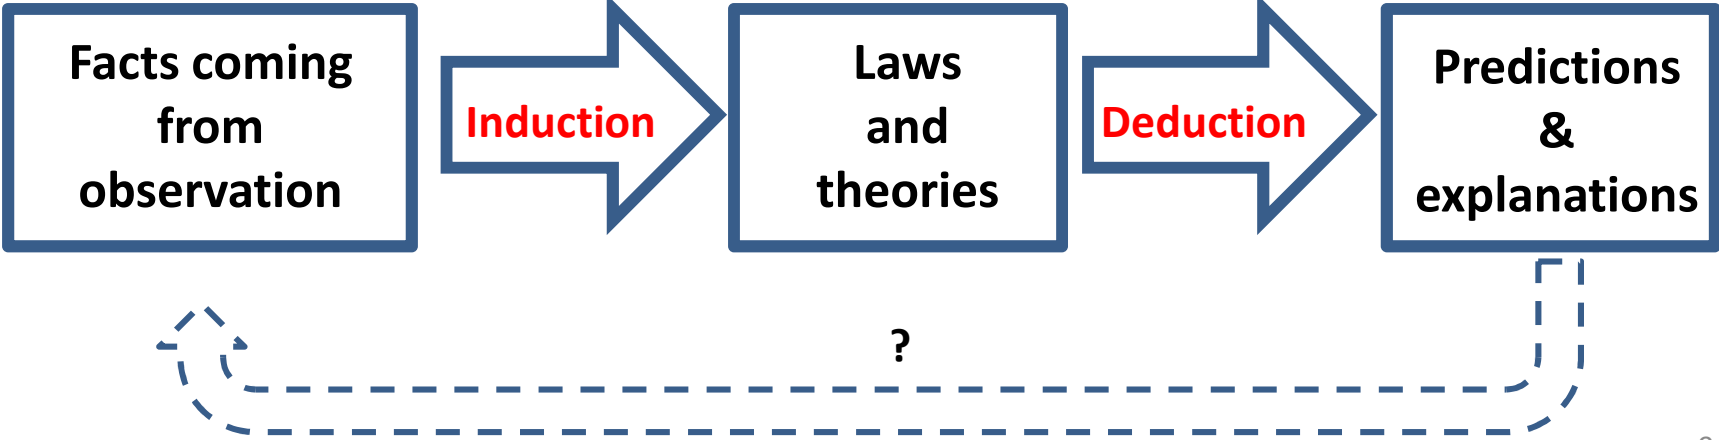 Facts coming
from
observation
Induction
Laws
and
theories
Deduction
Predictions
&
explanations
?